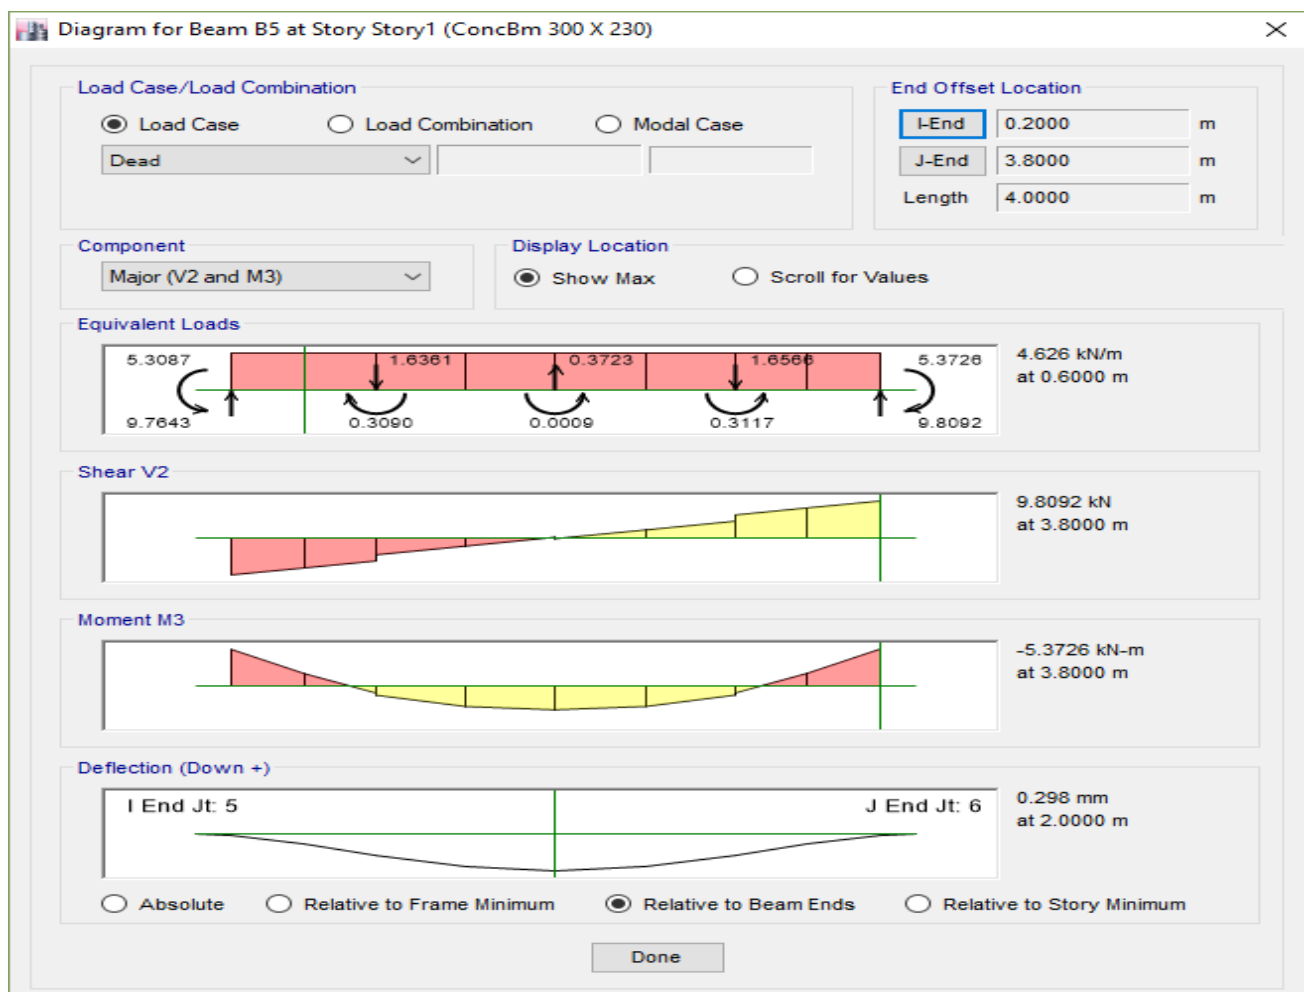 Diagram for Beam B5 at Story Story1 (ConcBm 300 X 230)
Load Case/Load Combination
Load Case Load Combination Modal Case
Dead
End Offset Location
I-End 0.2000 m
J-End 3.8000 m
Length 4.0000 m
Component
Major (V2 and M3)
Display Location
Show Max Scroll for Values
Equivalent Loads
5.3087 1.6361 0.3723 1.6566 5.3726
9.7643 0.3090 0.0009 0.3117 9.8092
4.626 kN/m
at 0.6000 m
Shear V2
9.8092 kN
at 3.8000 m
Moment M3
-5.3726 kN-m
at 3.8000 m
Deflection (Down +)
I End Jt: 5 J End Jt: 6
0.298 mm
at 2.0000 m
Absolute Relative to Frame Minimum Relative to Beam Ends Relative to Story Minimum
Done